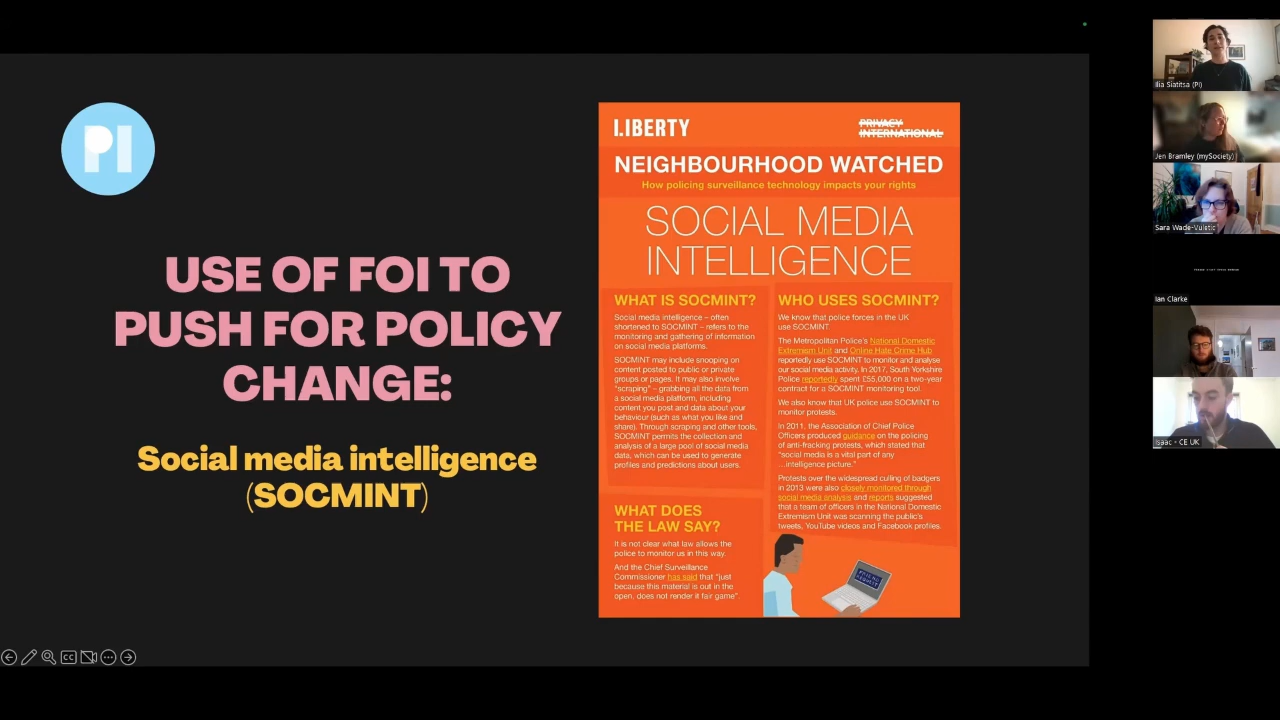 PI
USE OF FOI TO
PUSH FOR POLICY
CHANGE:
Social media intelligence
(SOCMINT)
LIBERTY
PRIVACY
INTERNATIONAL
NEIGHBOURHOOD WATCHED
How policing surveillance technology impacts your rights
SOCIAL MEDIA
INTELLIGENCE
WHAT IS SOCMINT?
Social media intelligence – often
shortened to SOCMINT – refers to the
monitoring and gathering of information
on social media platforms.
SOCMINT may include snooping on
content posted to public or private
groups or pages. It may also involve
"scraping" – grabbing all the data from
a social media platform, including
content you post and data about your
behaviour (such as what you like and
share). Through scraping and other tools,
SOCMINT permits the collection and
analysis of a large pool of social media
data, which can be used to generate
profiles and predictions about users.
WHAT DOES
THE LAW SAY?
It is not clear what law allows the
police to monitor us in this way.
And the Chief Surveillance
Commissioner has said that "just
because this material is out in the
open, does not render it fair game".
WHO USES SOCMINT?
We know that police forces in the UK
use SOCMINT.
The Metropolitan Police's National Domestic
Extremism Unit and Online Hate Crime Hub
reportedly use SOCMINT to monitor and analyse
our social media activity. In 2017, South Yorkshire
Police reportedly spent £55,000 on a two-year
contract for a SOCMINT monitoring tool.
We also know that UK police use SOCMINT to
monitor protests.
In 2011, the Association of Chief Police
Officers produced guidance on the policing
of anti-fracking protests, which stated that
"social media is a vital part of any
...intelligence picture."
Protests over the widespread culling of badgers
in 2013 were also closely monitored through
social media analysis and reports suggested
that a team of officers in the National Domestic
Extremism Unit was scanning the public's
tweets, YouTube videos and Facebook profiles.
CC
Ilia Siatitsa (PI)
Jen Bramley (mySociety)
Sara Wade-Vuletic
Ian Clarke
Isaac - CE UK